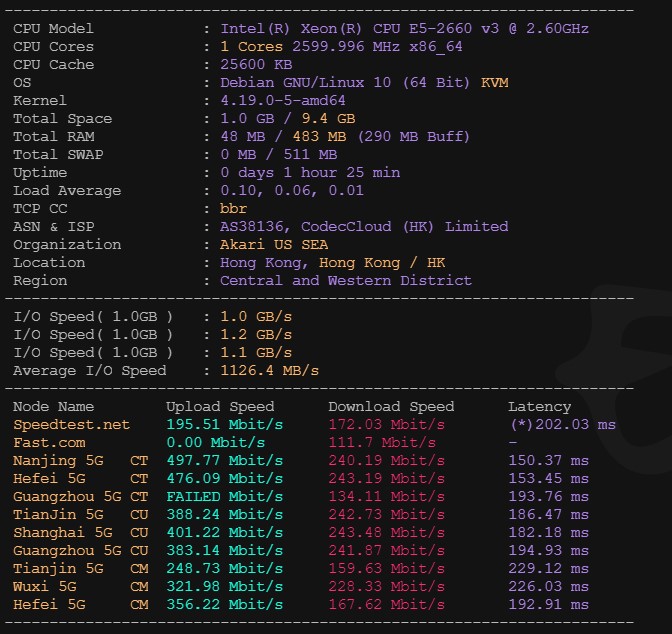 ----------------------------------------------------------------------
CPU Model : Intel(R) Xeon(R) CPU E5-2660 v3 @ 2.60GHz
CPU Cores : 1 Cores 2599.996 MHz x86_64
CPU Cache : 25600 KB
OS : Debian GNU/Linux 10 (64 Bit) KVM
Kernel : 4.19.0-5-amd64
Total Space : 1.0 GB / 9.4 GB
Total RAM : 48 MB / 483 MB (290 MB Buff)
Total SWAP : 0 MB / 511 MB
Uptime : 0 days 1 hour 25 min
Load Average : 0.10, 0.06, 0.01
TCP CC : bbr
ASN & ISP : AS38136, CodecCloud (HK) Limited
Organization : Akari US SEA
Location : Hong Kong, Hong Kong / HK
Region : Central and Western District
----------------------------------------------------------------------
I/O Speed( 1.0GB ) : 1.0 GB/s
I/O Speed( 1.0GB ) : 1.2 GB/s
I/O Speed( 1.0GB ) : 1.1 GB/s
Average I/O Speed : 1126.4 MB/s
----------------------------------------------------------------------
Node Name Upload Speed Download Speed Latency
Speedtest.net 195.51 Mbit/s 172.03 Mbit/s (*)202.03 ms
Fast.com 0.00 Mbit/s 111.7 Mbit/s -
Nanjing 5G CT 497.77 Mbit/s 240.19 Mbit/s 150.37 ms
Hefei 5G CT 476.09 Mbit/s 243.19 Mbit/s 153.45 ms
Guangzhou 5G CT FAILED Mbit/s 134.11 Mbit/s 193.76 ms
TianJin 5G CU 388.24 Mbit/s 242.73 Mbit/s 186.47 ms
Shanghai 5G CU 401.22 Mbit/s 243.48 Mbit/s 182.18 ms
Guangzhou 5G CU 383.14 Mbit/s 241.87 Mbit/s 194.93 ms
Tianjin 5G CM 248.73 Mbit/s 159.63 Mbit/s 229.12 ms
Wuxi 5G CM 321.98 Mbit/s 228.33 Mbit/s 226.03 ms
Hefei 5G CM 356.22 Mbit/s 167.62 Mbit/s 192.91 ms
----------------------------------------------------------------------